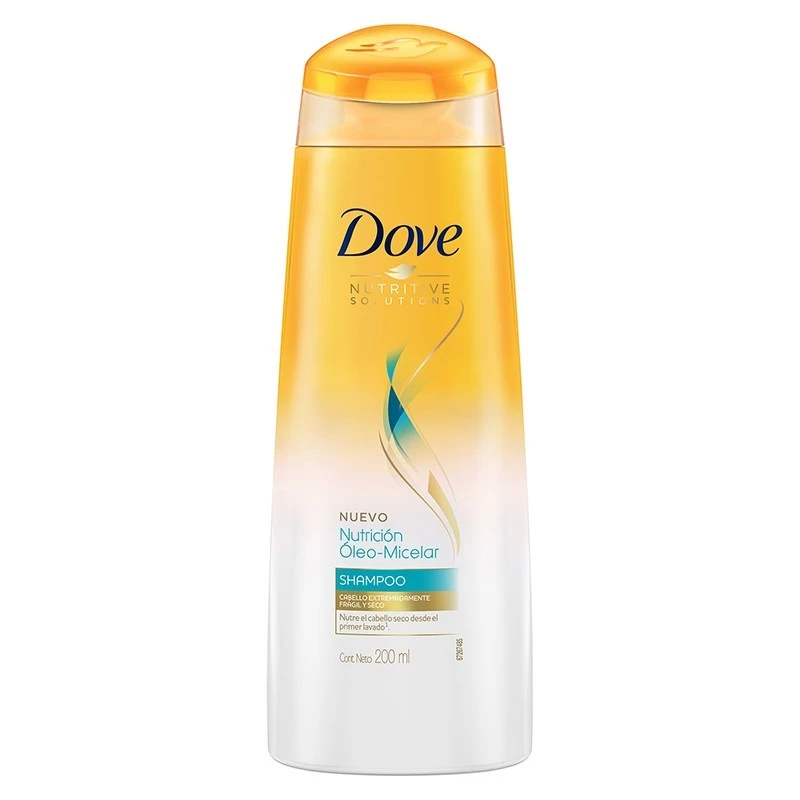 Dove
NUTRITIVE
SOLUTIONS
NUEVO
Nutrición
Óleo-Micelar
SHAMPOO
CABELLO EXTREMADAMENTE
FRÁGIL Y SECO
Nutre el cabello seco desde el
primer lavado¹.
Cont. Neto 200 ml
67267485